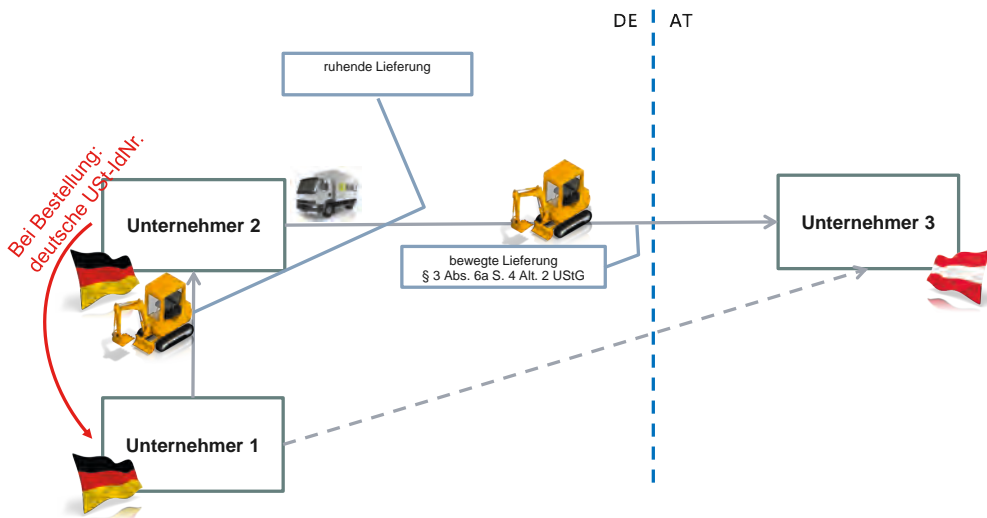 DE
AT
ruhende Lieferung
Bei Bestellung:
deutsche USt-IdNr.
Unternehmer 2
Unternehmer 3
bewegte Lieferung
§ 3 Abs. 6a S. 4 Alt. 2 UStG
Unternehmer 1